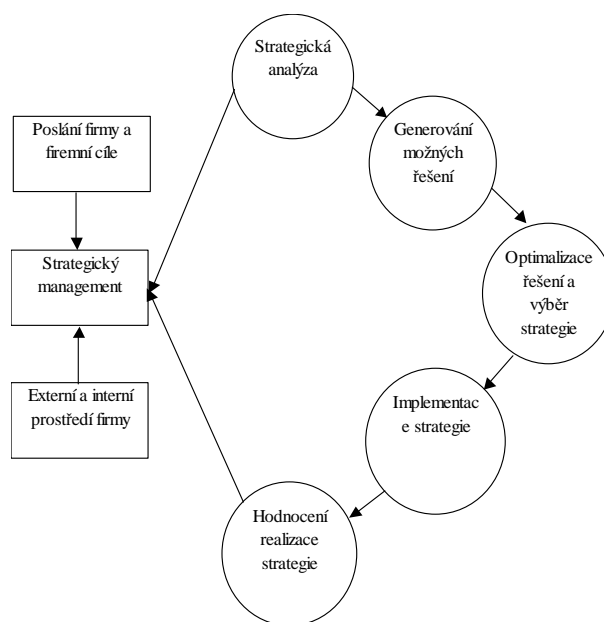 Strategická
analýza
Generování
možných
řešení
Poslání firmy a
firemní cíle
Strategický
management
Optimalizace
řešení a
výběr
strategie
Externí a interní
prostředí firmy
Implementac
e strategie
Hodnocení
realizace
strategie